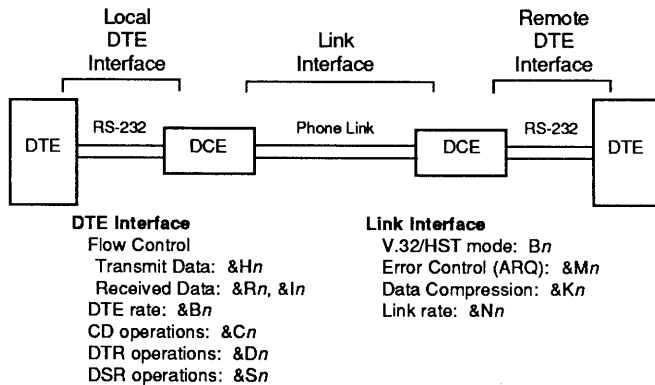 Local
DTE
Interface
Link
Interface
Remote
DTE
Interface
DTE
RS-232
DCE
Phone Link
DCE
RS-232
DTE
DTE Interface
Flow Control
Transmit Data: &Hn
Received Data: &Rn, &In
DTE rate: &Bn
CD operations: &Cn
DTR operations: &Dn
DSR operations: &Sn
Link Interface
V.32/HST mode: Bn
Error Control (ARQ): &Mn
Data Compression: &Kn
Link rate: &Nn